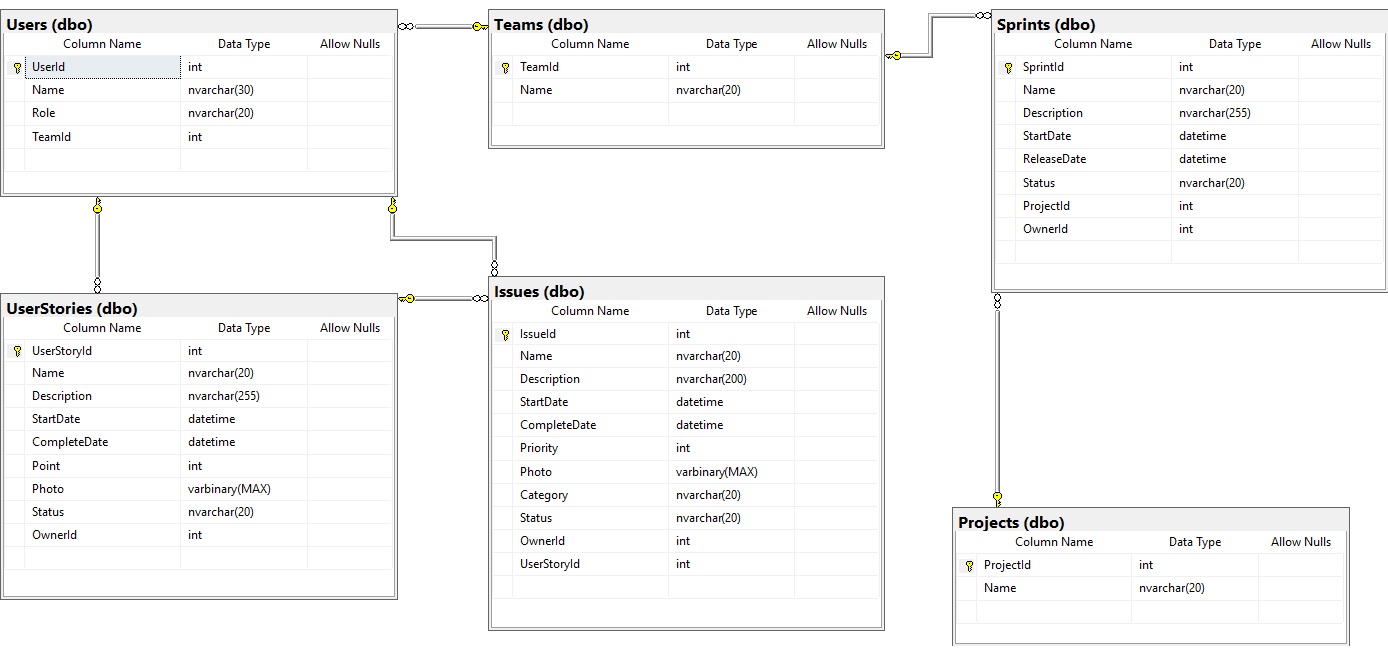 Users (dbo)
Column Name Data Type Allow Nulls
UserId int
Name nvarchar(30)
Role nvarchar(20)
TeamId int
Teams (dbo)
Column Name Data Type Allow Nulls
TeamId int
Name nvarchar(20)
Sprints (dbo)
Column Name Data Type Allow Nulls
SprintId int
Name nvarchar(20)
Description nvarchar(255)
StartDate datetime
ReleaseDate datetime
Status nvarchar(20)
ProjectId int
OwnerId int
UserStories (dbo)
Column Name Data Type Allow Nulls
UserStoryId int
Name nvarchar(20)
Description nvarchar(255)
StartDate datetime
CompleteDate datetime
Point int
Photo varbinary(MAX)
Status nvarchar(20)
OwnerId int
Issues (dbo)
Column Name Data Type Allow Nulls
IssueId int
Name nvarchar(20)
Description nvarchar(200)
StartDate datetime
CompleteDate datetime
Priority int
Photo varbinary(MAX)
Category nvarchar(20)
Status nvarchar(20)
OwnerId int
UserStoryId int
Projects (dbo)
Column Name Data Type Allow Nulls
ProjectId int
Name nvarchar(20)